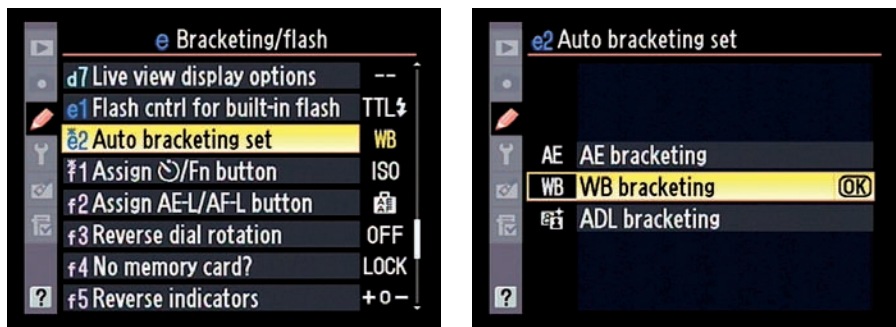 e Bracketing/flash
d7 Live view display options --
e1 Flash cntrl for built-in flash TTL⚡
e2 Auto bracketing set WB
f1 Assign /Fn button ISO
f2 Assign AE-L/AF-L button
f3 Reverse dial rotation OFF
f4 No memory card? LOCK
f5 Reverse indicators +o-
?
e2 Auto bracketing set
AE AE bracketing
WB WB bracketing OK
ADL bracketing
?